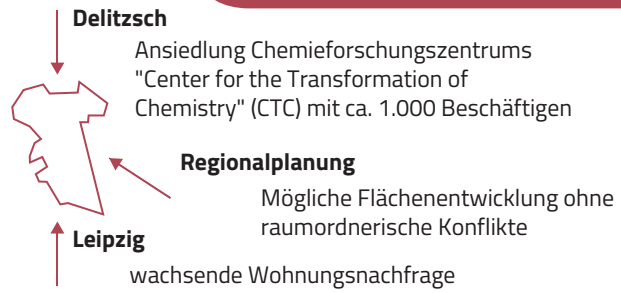 Delitzsch
Ansiedlung Chemieforschungszentrums
"Center for the Transformation of
Chemistry" (CTC) mit ca. 1.000 Beschäftigen
Regionalplanung
Mögliche Flächenentwicklung ohne
raumordnerische Konflikte
Leipzig
wachsende Wohnungsnachfrage